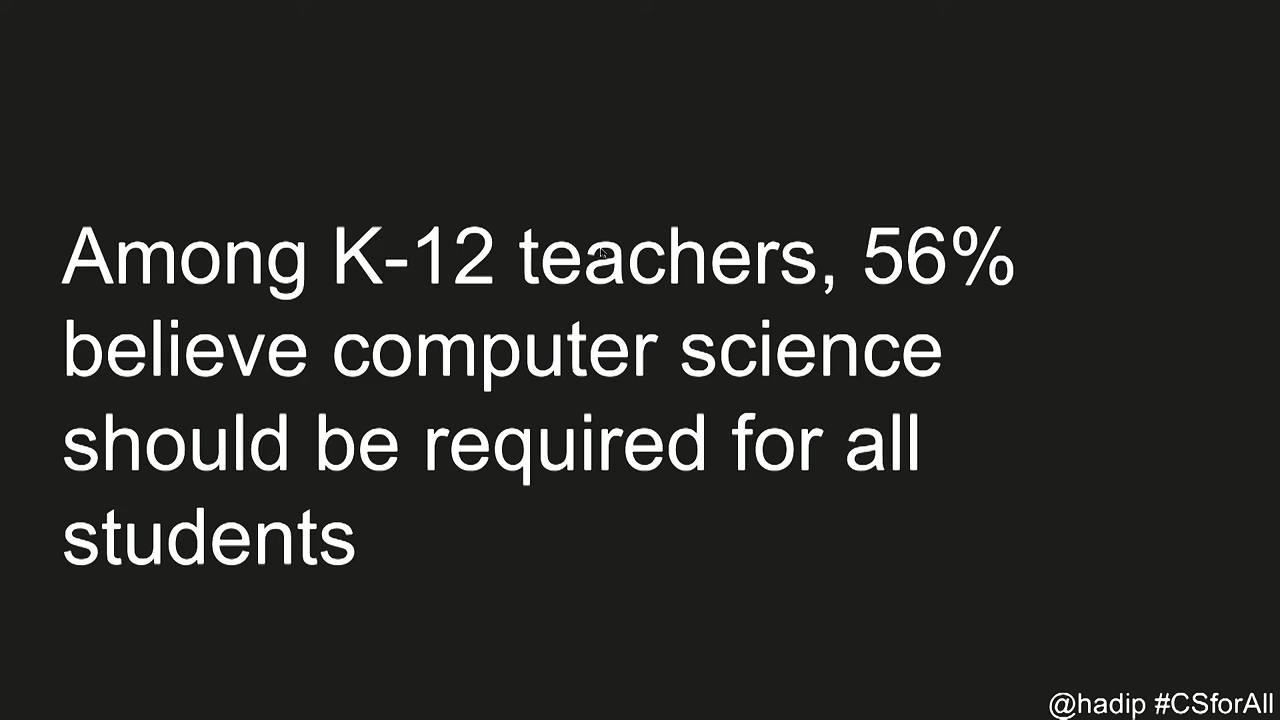 Among K-12 teachers, 56%
believe computer science
should be required for all
students
@hadip #CSforAll